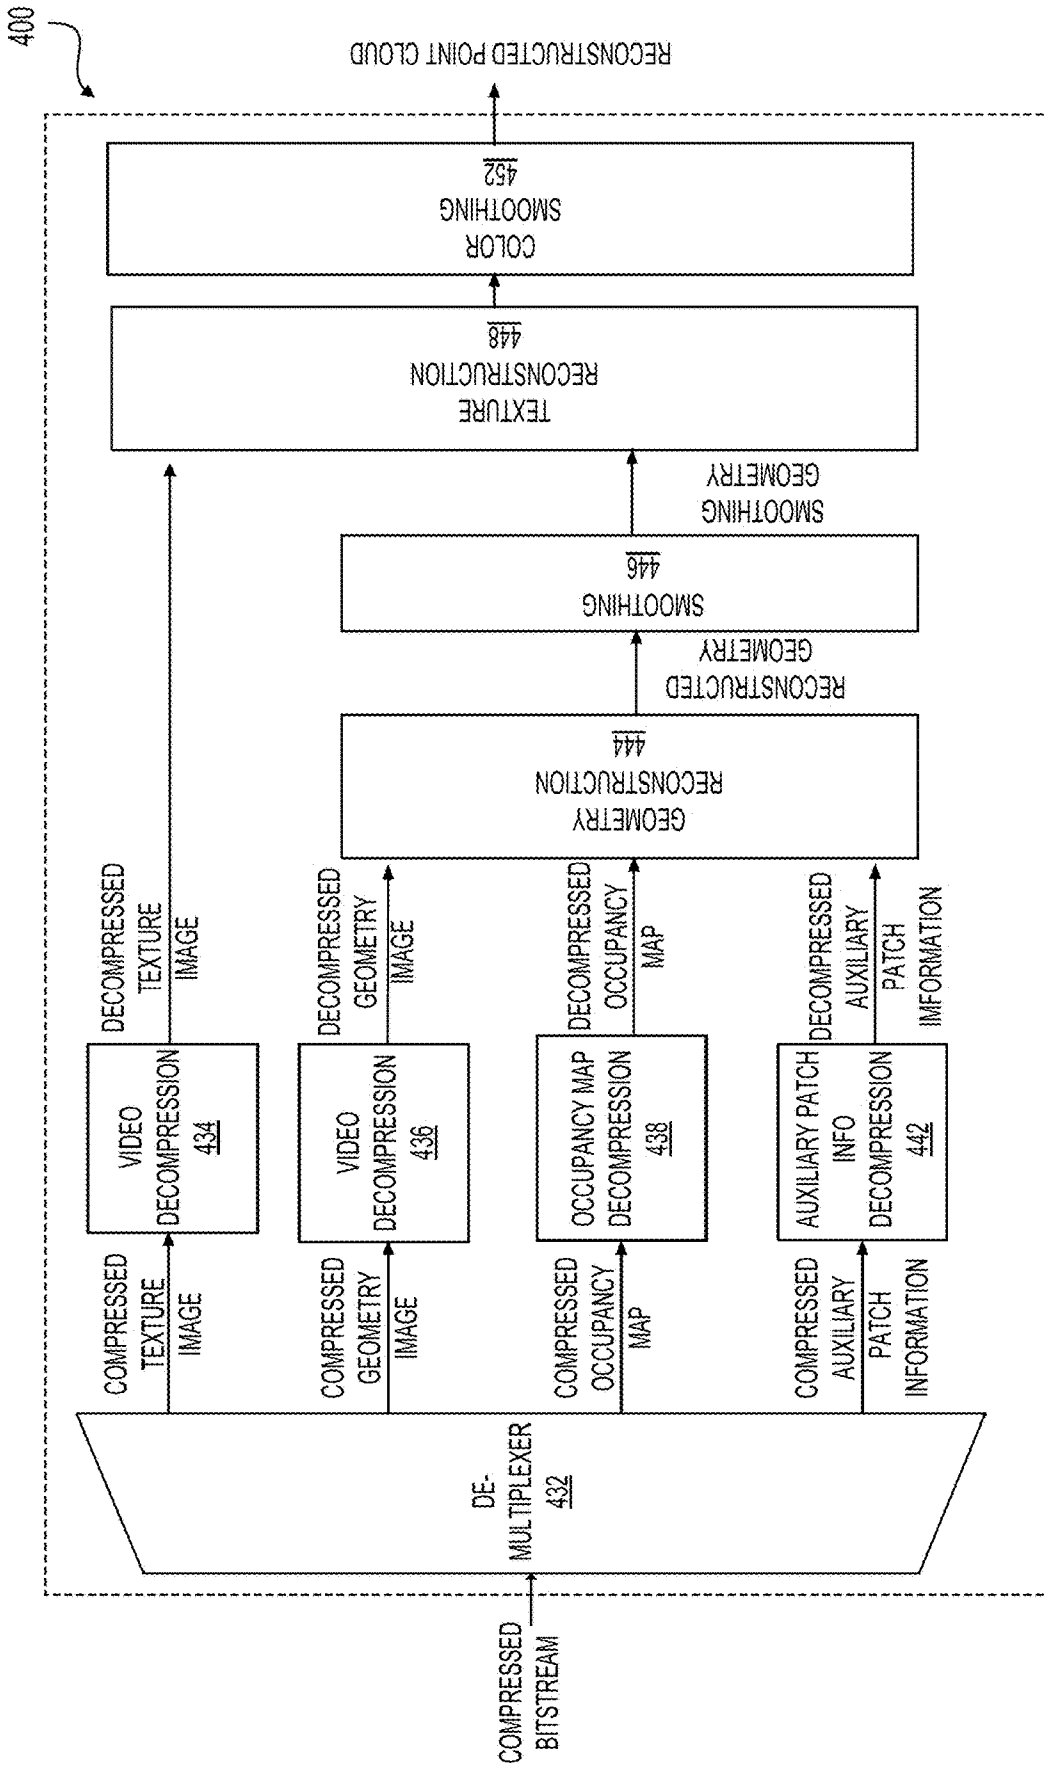 400
COMPRESSED
BITSTREAM
DE-
MULTIPLEXER
432
COMPRESSED
TEXTURE
IMAGE
VIDEO
DECOMPRESSION
434
DECOMPRESSED
TEXTURE
IMAGE
COMPRESSED
GEOMETRY
IMAGE
VIDEO
DECOMPRESSION
436
DECOMPRESSED
GEOMETRY
IMAGE
COMPRESSED
OCCUPANCY
MAP
OCCUPANCY MAP
DECOMPRESSION
438
DECOMPRESSED
OCCUPANCY
MAP
COMPRESSED
AUXILIARY
PATCH
INFORMATION
AUXILIARY PATCH
INFO
DECOMPRESSION
442
DECOMPRESSED
AUXILIARY
PATCH
IMFORMATION
GEOMETRY
RECONSTRUCTION
444
RECONSTRUCTED
GEOMETRY
SMOOTHING
446
SMOOTHING
GEOMETRY
TEXTURE
RECONSTRUCTION
448
COLOR
SMOOTHING
452
RECONSTRUCTED POINT CLOUD